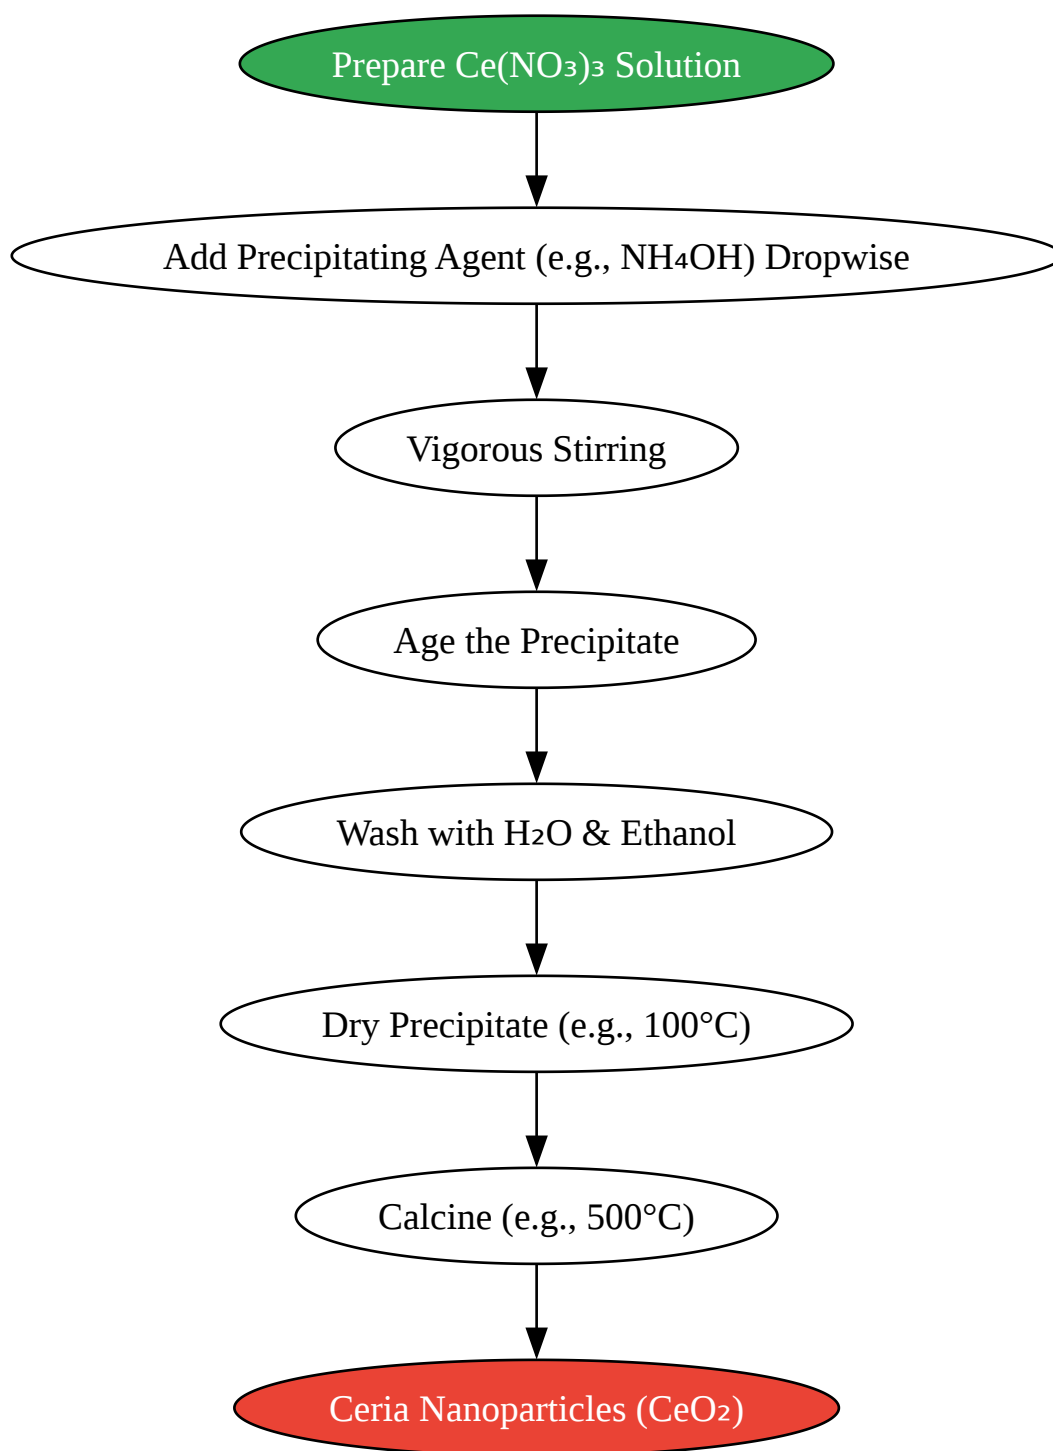 Prepare Ce(NO₃)₃ Solution
Add Precipitating Agent (e.g., NH₄OH) Dropwise
Vigorous Stirring
Age the Precipitate
Wash with H₂O & Ethanol
Dry Precipitate (e.g., 100°C)
Calcine (e.g., 500°C)
Ceria Nanoparticles (CeO₂)